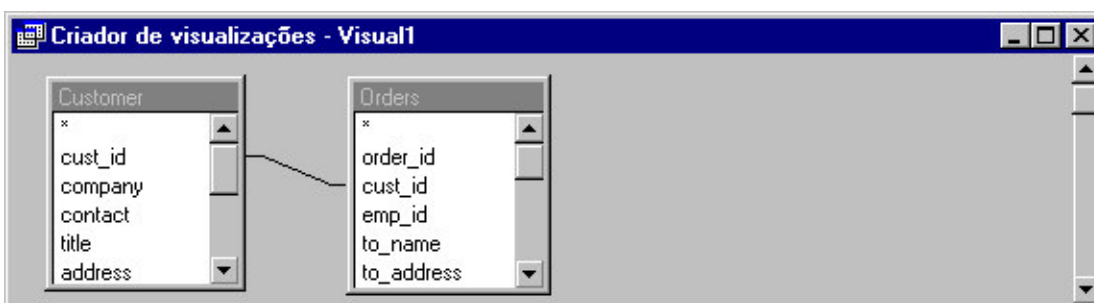 Criador de visualizações - Visual1
Customer
*
cust_id
company
contact
title
address
Orders
*
order_id
cust_id
emp_id
to_name
to_address